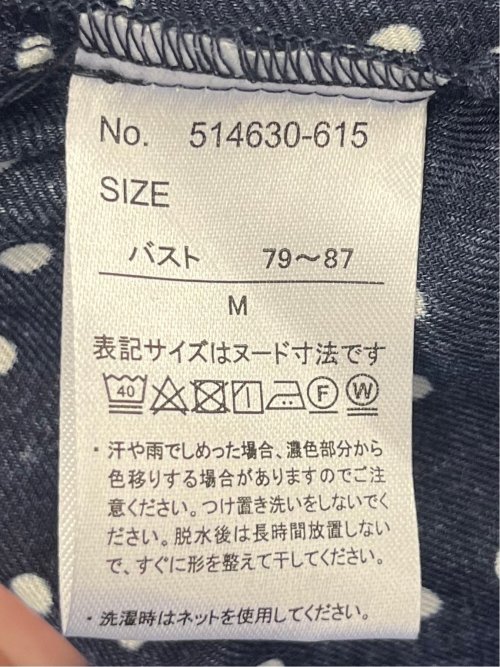 No. 514630-615
SIZE
バスト 79～87
M
表記サイズはヌード寸法です
40 F W
・汗や雨でしめった場合、濃色部分から
色移りする場合がありますのでご注
意ください。つけ置き洗いをしないでく
ださい。脱水後は長時間放置しない
で、すぐに形を整えて干してください。
・洗濯時はネットを使用してください。